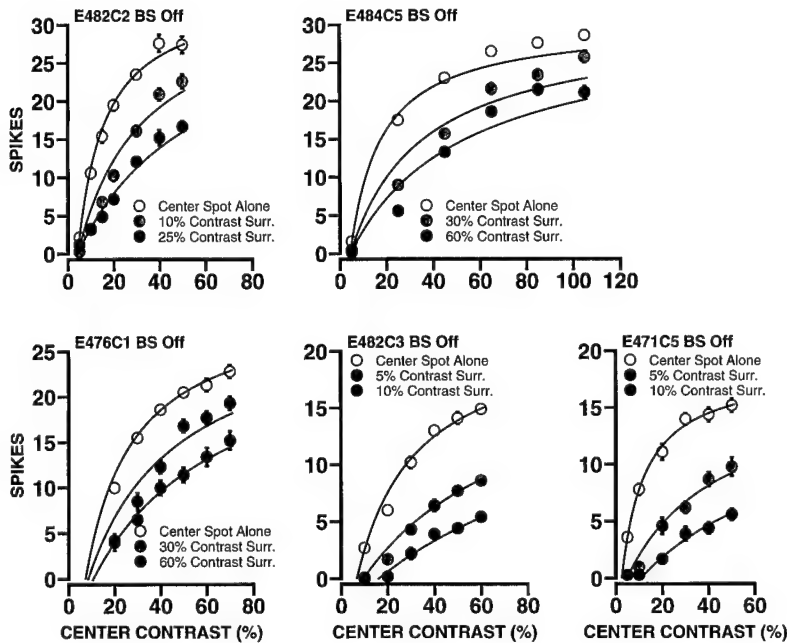 E482C2 BS Off
30
25
20
15
10
5
0
SPIKES
Center Spot Alone
10% Contrast Surr.
25% Contrast Surr.
0 20 40 60 80
E484C5 BS Off
30
25
20
15
10
5
0
Center Spot Alone
30% Contrast Surr.
60% Contrast Surr.
0 20 40 60 80 100 120
E476C1 BS Off
25
20
15
10
5
0
SPIKES
Center Spot Alone
30% Contrast Surr.
60% Contrast Surr.
20 40 60 80
CENTER CONTRAST (%)
E482C3 BS Off
20
15
10
5
0
Center Spot Alone
5% Contrast Surr.
10% Contrast Surr.
0 20 40 60 80
CENTER CONTRAST (%)
E471C5 BS Off
20
15
10
5
0
Center Spot Alone
5% Contrast Surr.
10% Contrast Surr.
0 20 40 60
CENTER CONTRAST (%)